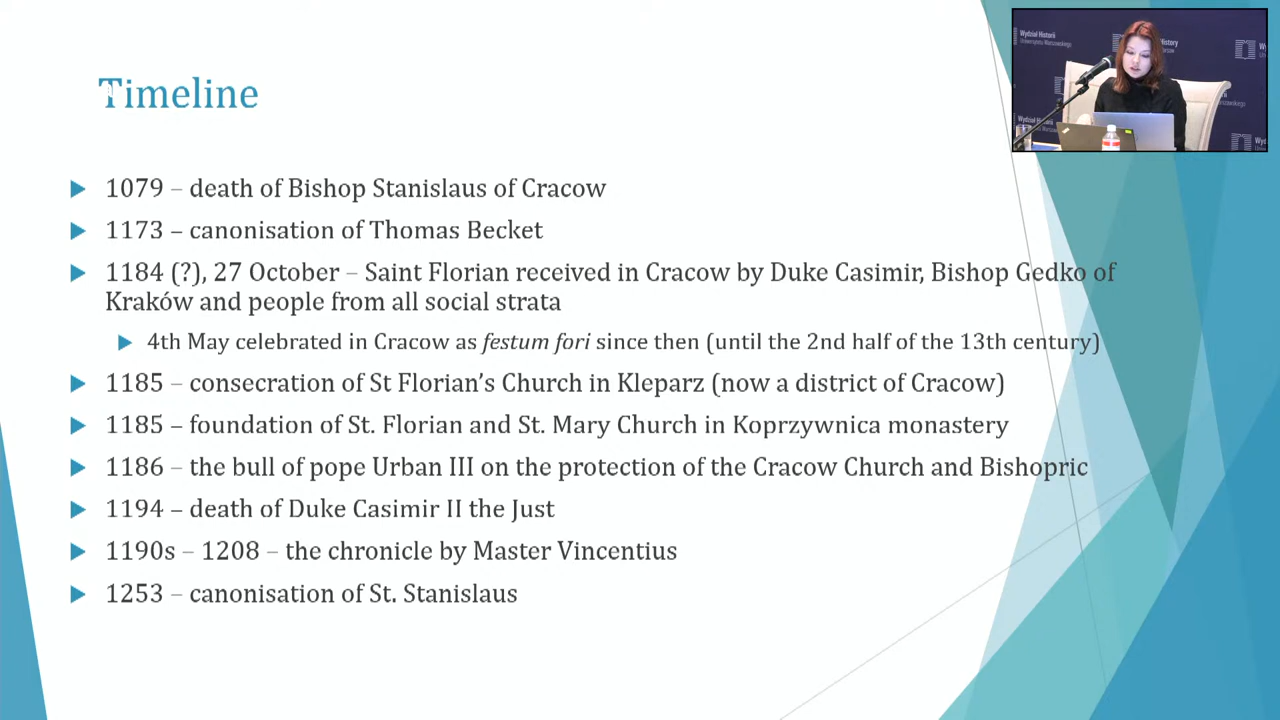 Timeline
1079 – death of Bishop Stanislaus of Cracow
1173 – canonisation of Thomas Becket
1184 (?), 27 October – Saint Florian received in Cracow by Duke Casimir, Bishop Gedko of
Kraków and people from all social strata
4th May celebrated in Cracow as festum fori since then (until the 2nd half of the 13th century)
1185 – consecration of St Florian’s Church in Kleparz (now a district of Cracow)
1185 – foundation of St. Florian and St. Mary Church in Koprzywnica monastery
1186 – the bull of pope Urban III on the protection of the Cracow Church and Bishopric
1194 – death of Duke Casimir II the Just
1190s – 1208 – the chronicle by Master Vincentius
1253 – canonisation of St. Stanislaus
Wydział Historii
Uniwersytetu Warszawskiego